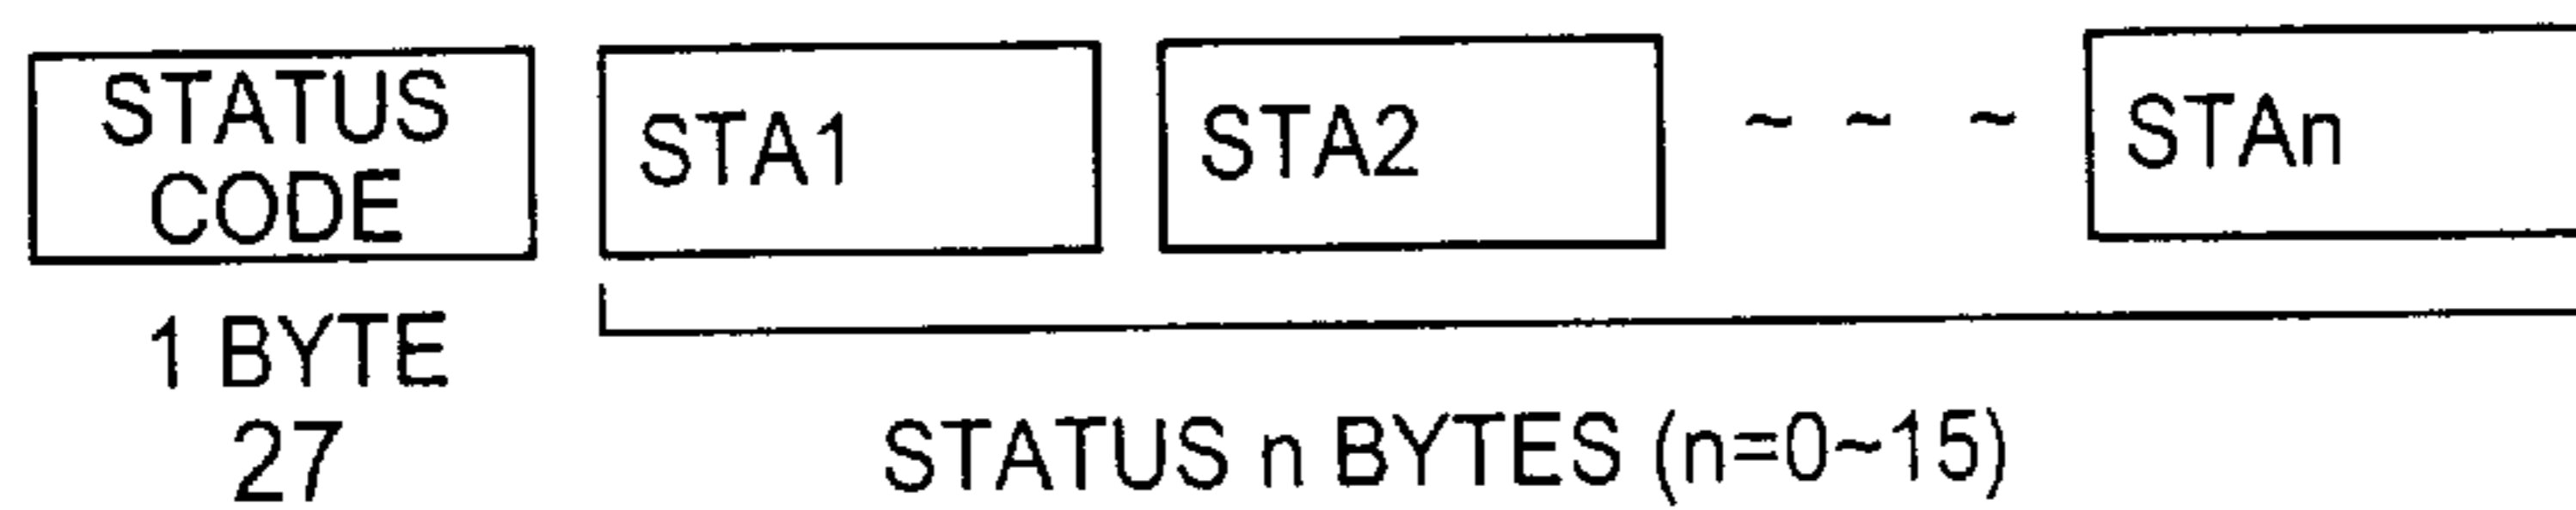 STATUS
CODE
STA1
STA2
~ ~ ~
STAn
1 BYTE
27
STATUS n BYTES (n=0~15)